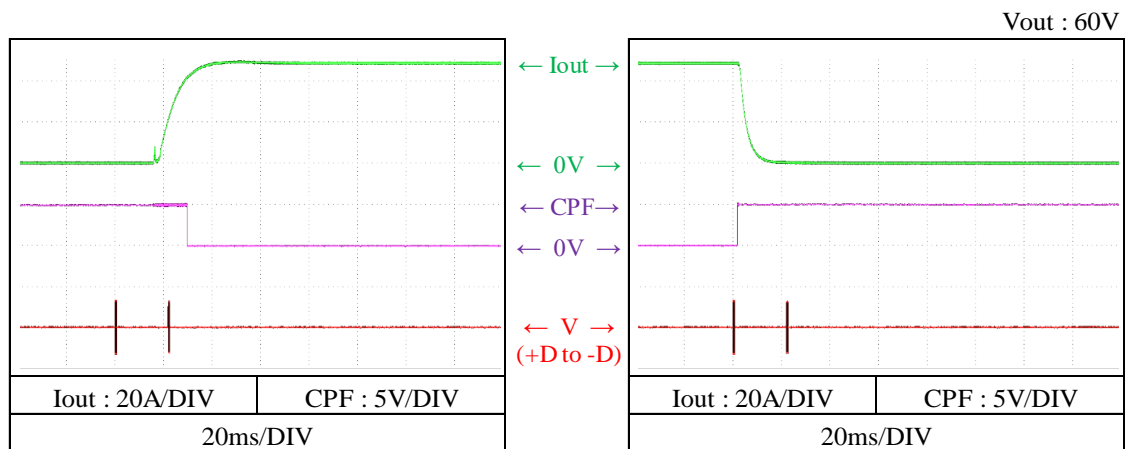 Vout : 60V
← Iout →
← 0V →
← CPF→
← 0V →
← V →
(+D to -D)
Iout : 20A/DIV
CPF : 5V/DIV
20ms/DIV
Iout : 20A/DIV
CPF : 5V/DIV
20ms/DIV